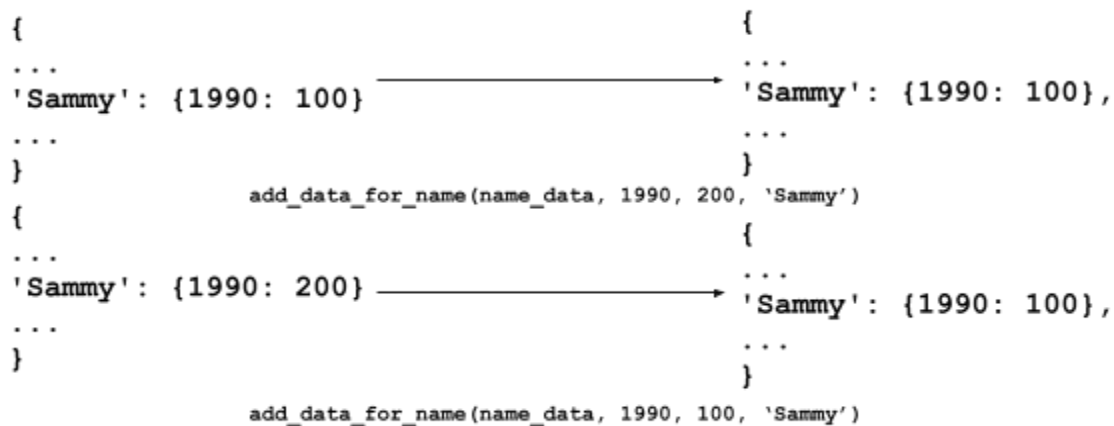 {
...
'Sammy': {1990: 100}
...
}
{
...
'Sammy': {1990: 100},
...
}
add_data_for_name(name_data, 1990, 200, ‘Sammy’)
{
...
'Sammy': {1990: 200}
...
}
{
...
'Sammy': {1990: 100},
...
}
add_data_for_name(name_data, 1990, 100, ‘Sammy’)